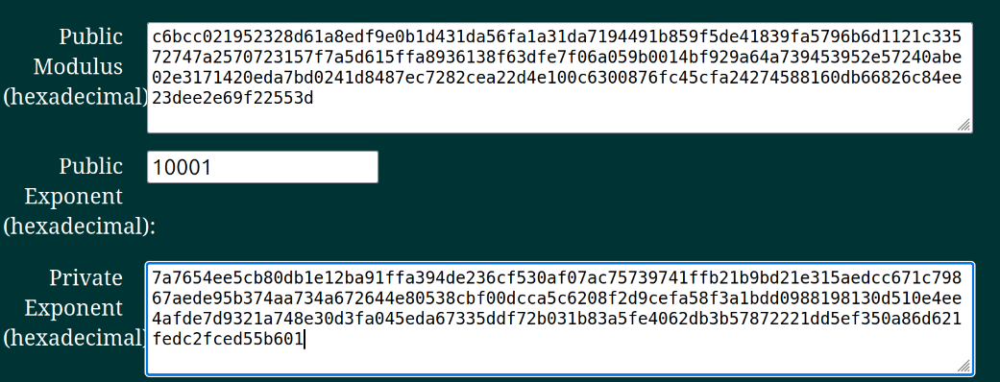 Public
Modulus
(hexadecimal)
c6bcc021952328d61a8edf9e0b1d431da56fa1a31da7194491b859f5de41839fa5796b6d1121c335
72747a2570723157f7a5d615ffa8936138f63dfe7f06a059b0014bf929a64a739453952e57240abe
02e3171420eda7bd0241d8487ec7282cea22d4e100c6300876fc45cfa24274588160db66826c84ee
23dee2e69f22553d
Public
Exponent
(hexadecimal):
10001
Private
Exponent
(hexadecimal)
7a7654ee5cb80db1e12ba91ffa394de236cf530af07ac75739741ffb21b9bd21e315aedcc671c798
67aede95b374aa734a672644e80538cbf00dcca5c6208f2d9cefa58f3a1bdd0988198130d510e4ee
4afde7d9321a748e30d3fa045eda67335ddf72b031b83a5fe4062db3b57872221dd5ef350a86d621
fedc2fced55b601